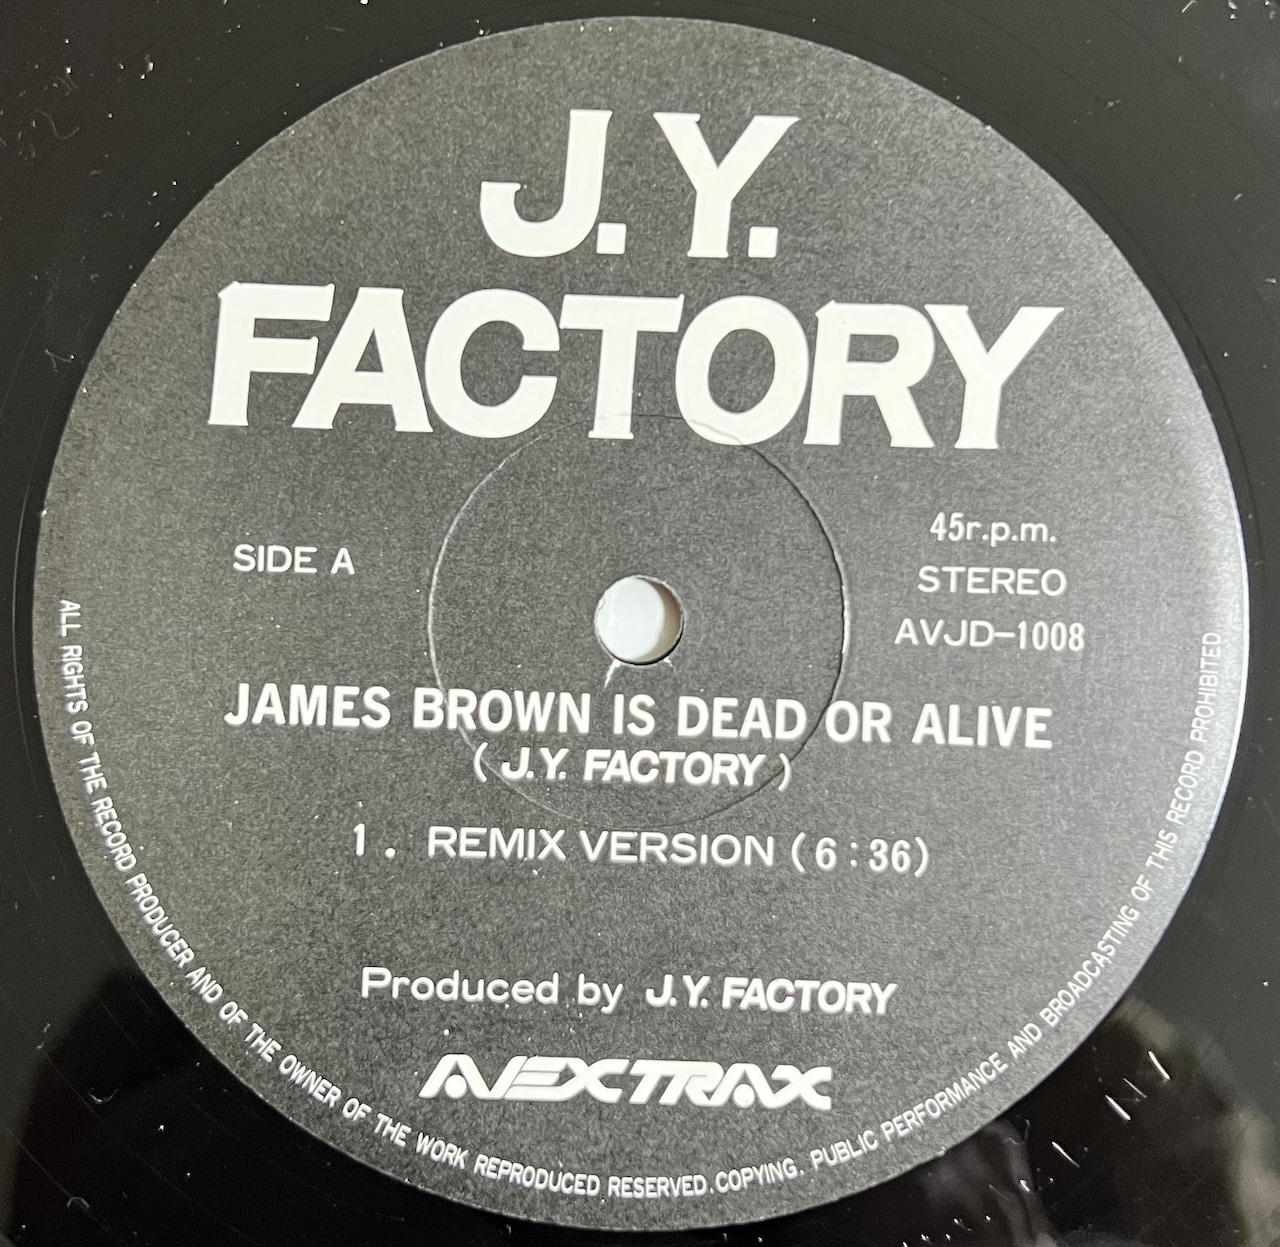 J.Y.
FACTORY
SIDE A
45r.p.m.
STEREO
AVJD-1008
JAMES BROWN IS DEAD OR ALIVE
( J.Y. FACTORY )
1. REMIX VERSION (6:36)
Produced by J.Y. FACTORY
NEXTRAX
ALL RIGHTS OF THE RECORD PRODUCER AND OF THE OWNER OF THE WORK REPRODUCED RESERVED. COPYING. PUBLIC PERFORMANCE AND BROADCASTING OF THIS RECORD PROHIBITED